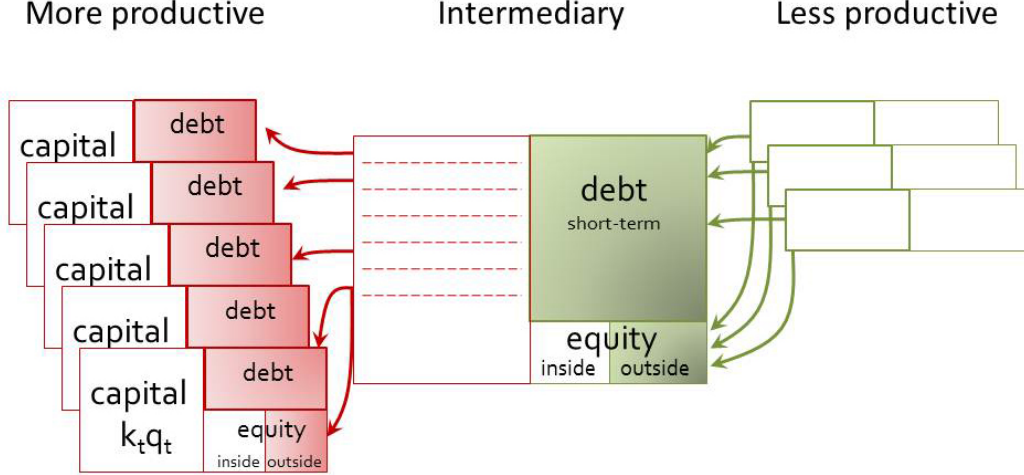 More productive
Intermediary
Less productive
debt
capital
debt
capital
debt
capital
debt
capital
debt
capital
k_tq_t
equity
inside outside
debt
short-term
equity
inside outside